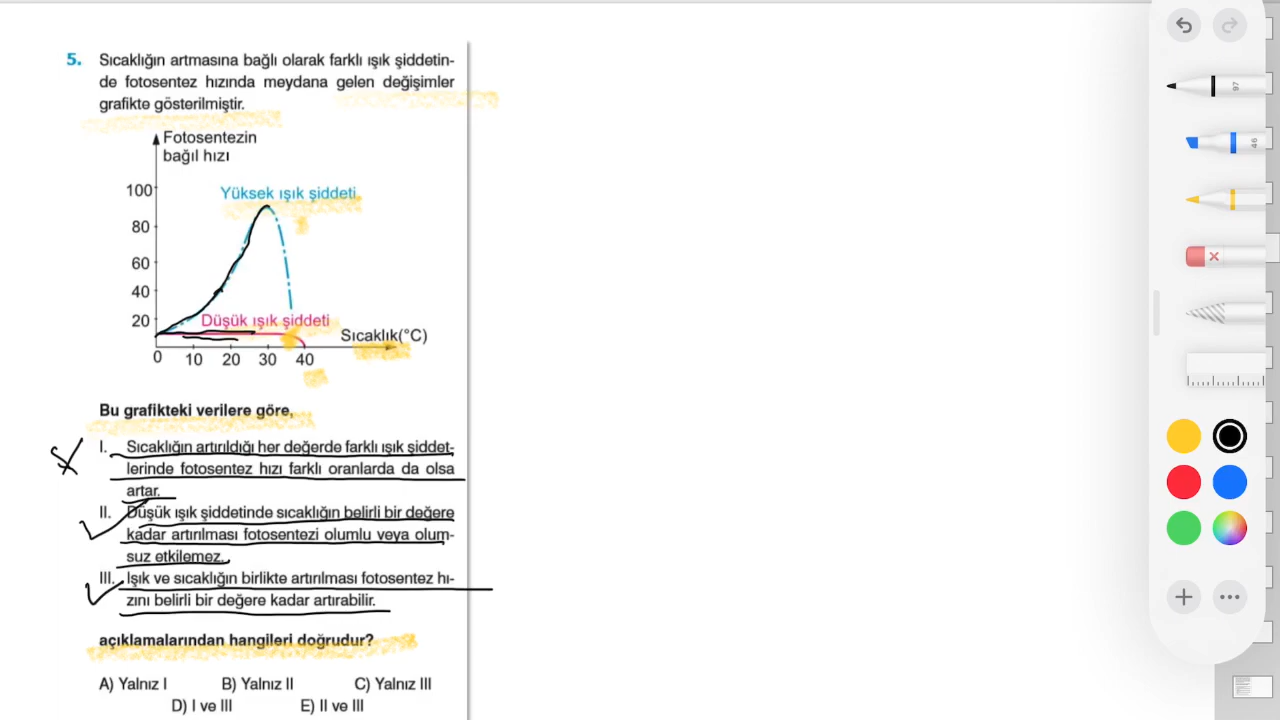 5. Sıcaklığın artmasına bağlı olarak farklı ışık şiddetin-
de fotosentez hızında meydana gelen değişimler
grafikte gösterilmiştir.
Fotosentezin
bağıl hızı
100
80
60
40
20
Yüksek ışık şiddeti
Düşük ışık şiddeti
Sıcaklık(°C)
0 10 20 30 40
Bu grafikteki verilere göre,
I. Sıcaklığın artırıldığı her değerde farklı ışık şiddet-
lerinde fotosentez hızı farklı oranlarda da olsa
artar.
II. Düşük ışık şiddetinde sıcaklığın belirli bir değere
kadar artırılması fotosentezi olumlu veya olum-
suz etkilemez.
III. Işık ve sıcaklığın birlikte artırılması fotosentez hı-
zını belirli bir değere kadar artırabilir.
açıklamalarından hangileri doğrudur?
A) Yalnız I B) Yalnız II C) Yalnız III
D) I ve III E) II ve III
97
46